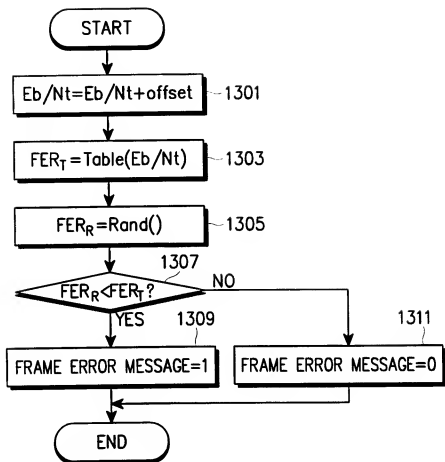 START
Eb/Nt=Eb/Nt+offset
1301
FER_T=Table(Eb/Nt)
1303
FER_R=Rand()
1305
1307
FER_R<FER_T?
NO
YES
1309
1311
FRAME ERROR MESSAGE=1
FRAME ERROR MESSAGE=0
END